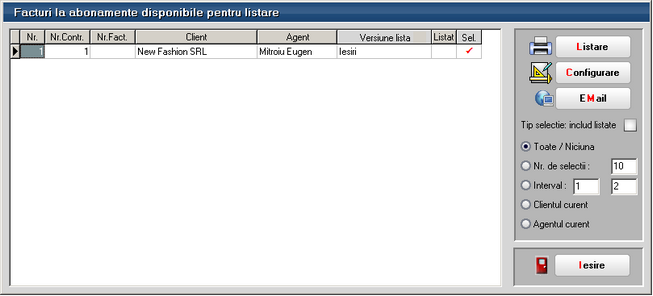 Facturi la abonamente disponibile pentru listare
Nr. Nr.Contr. Nr.Fact. Client Agent Versiune lista Listat Sel.
1 1 New Fashion SRL Mitroiu Eugen Iesiri
Listare
Configurare
EMail
Tip selectie: includ listate
Toate / Niciuna
Nr. de selectii : 10
Interval : 1 2
Clientul curent
Agentul curent
Iesire